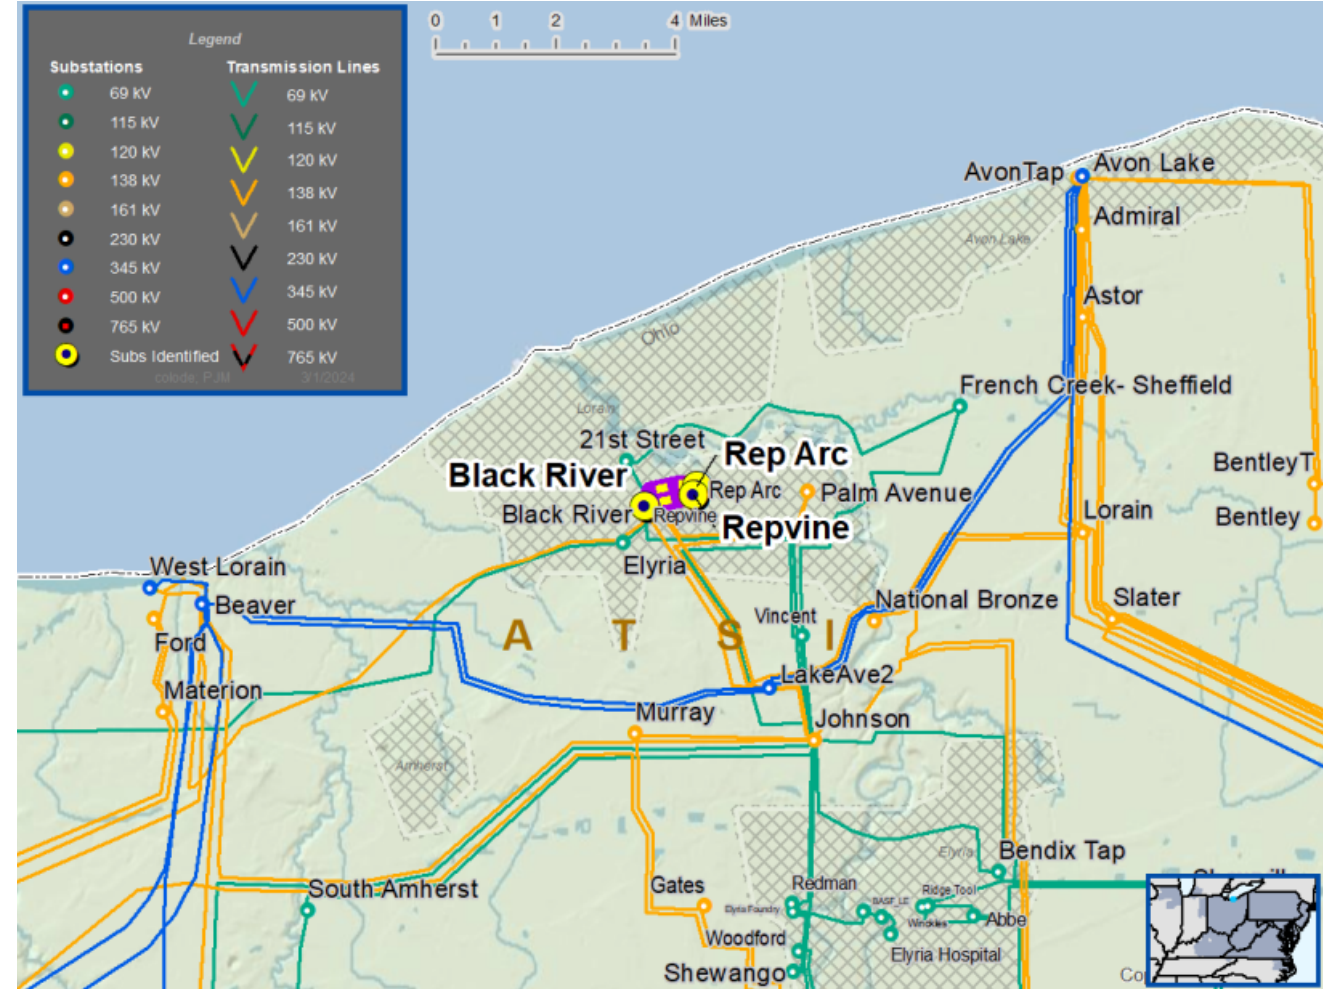 0 1 2 4 Miles
Legend
Substations
Transmission Lines
69 kV
69 kV
115 kV
115 kV
120 kV
120 kV
138 kV
138 kV
161 kV
161 kV
230 kV
230 kV
345 kV
345 kV
500 kV
500 kV
765 kV
765 kV
Subs Identified
colode, PJM
3/1/2024
AvonTap
Avon Lake
Admiral
Avon Lake
Astor
Ohio
French Creek- Sheffield
Lorain
21st Street
Rep Arc
Black River
BentleyT
Rep Arc
Palm Avenue
Black River
Repvine
Repvine
Lorain
Bentley
Elyria
West Lorain
Beaver
National Bronze
Slater
Vincent
A T S I
Ford
LakeAve2
Materion
Murray
Johnson
Amherst
Elyria
Bendix Tap
South Amherst
Gates
Redman
Ridge Tool
Elyria Foundry
BASF_LE
Winckles
Abbe
Woodford
Elyria Hospital
Shewango
Co